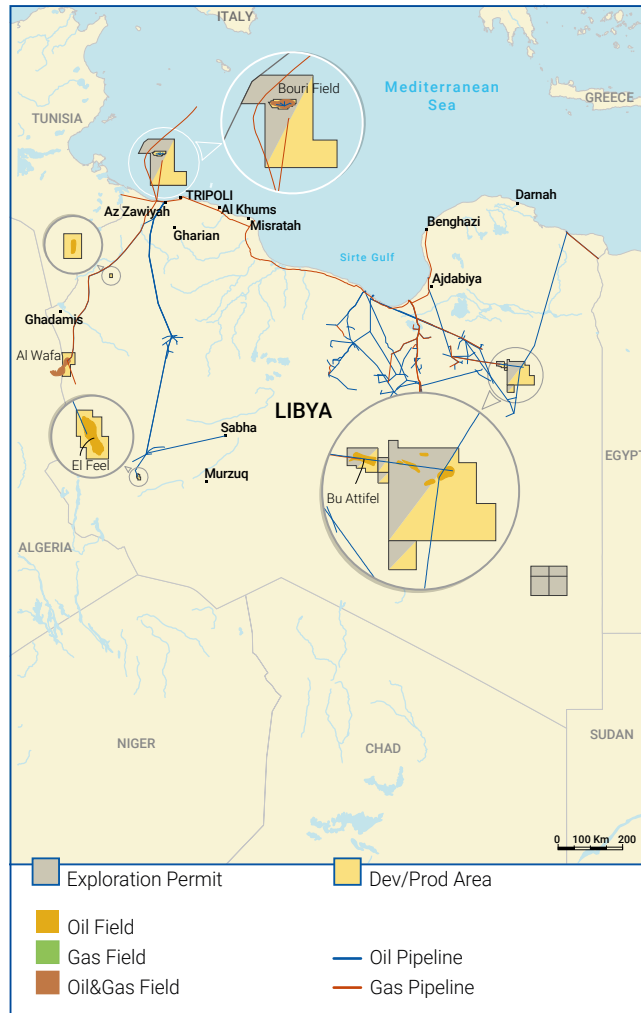 ITALY
Bouri Field
Mediterranean
Sea
GREECE
TUNISIA
TRIPOLI
Az Zawiyah
Al Khums
Misratah
Gharian
Darnah
Benghazi
Sirte Gulf
Ajdabiya
Ghadamis
Al Wafa
LIBYA
Sabha
El Feel
Murzuq
Bu Attifel
EGYPT
ALGERIA
NIGER
CHAD
SUDAN
0 100 Km 200
Exploration Permit
Dev/Prod Area
Oil Field
Gas Field
Oil Pipeline
Oil&Gas Field
Gas Pipeline